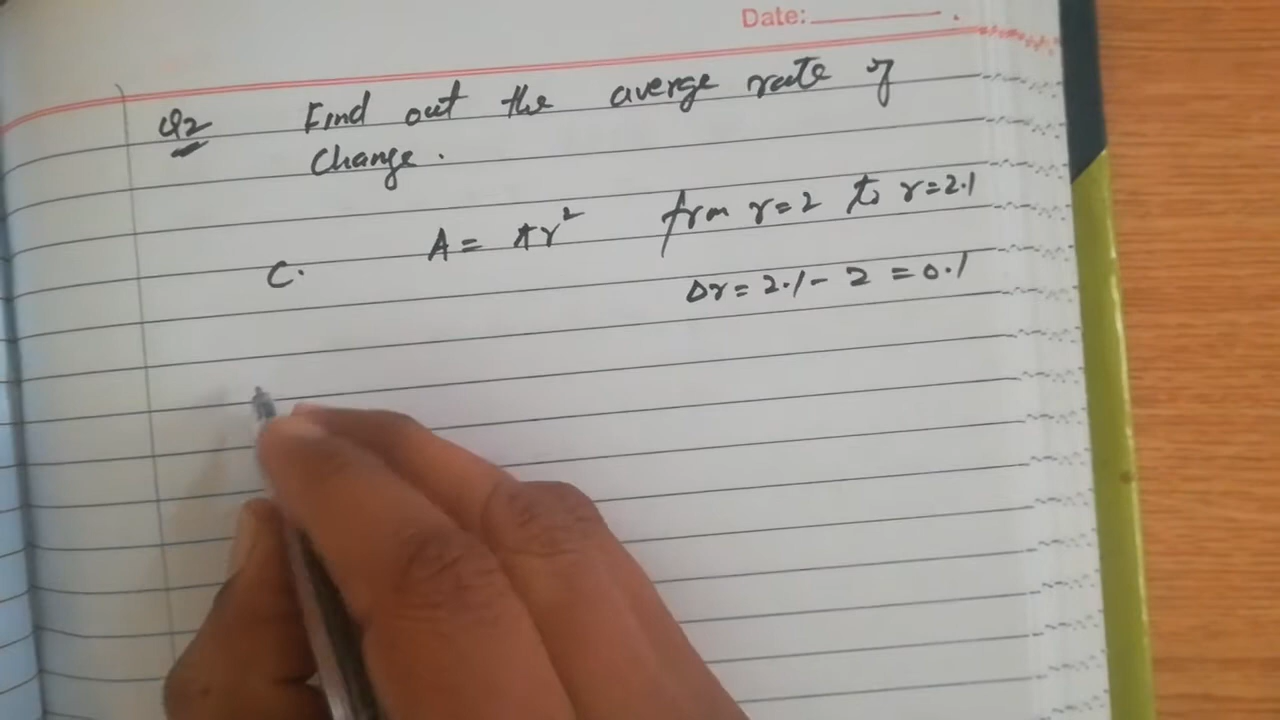 Date:
Q2 Find out the averge rate of
Change.
C. A = πr² from r=2 to r=2.1
Δr = 2.1 - 2 = 0.1